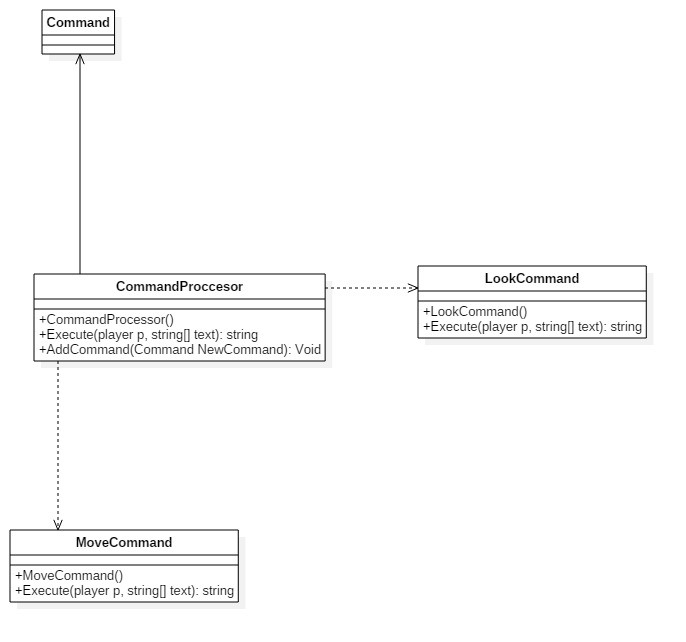 Command
CommandProccesor
+CommandProcessor()
+Execute(player p, string[] text): string
+AddCommand(Command NewCommand): Void
LookCommand
+LookCommand()
+Execute(player p, string[] text): string
MoveCommand
+MoveCommand()
+Execute(player p, string[] text): string